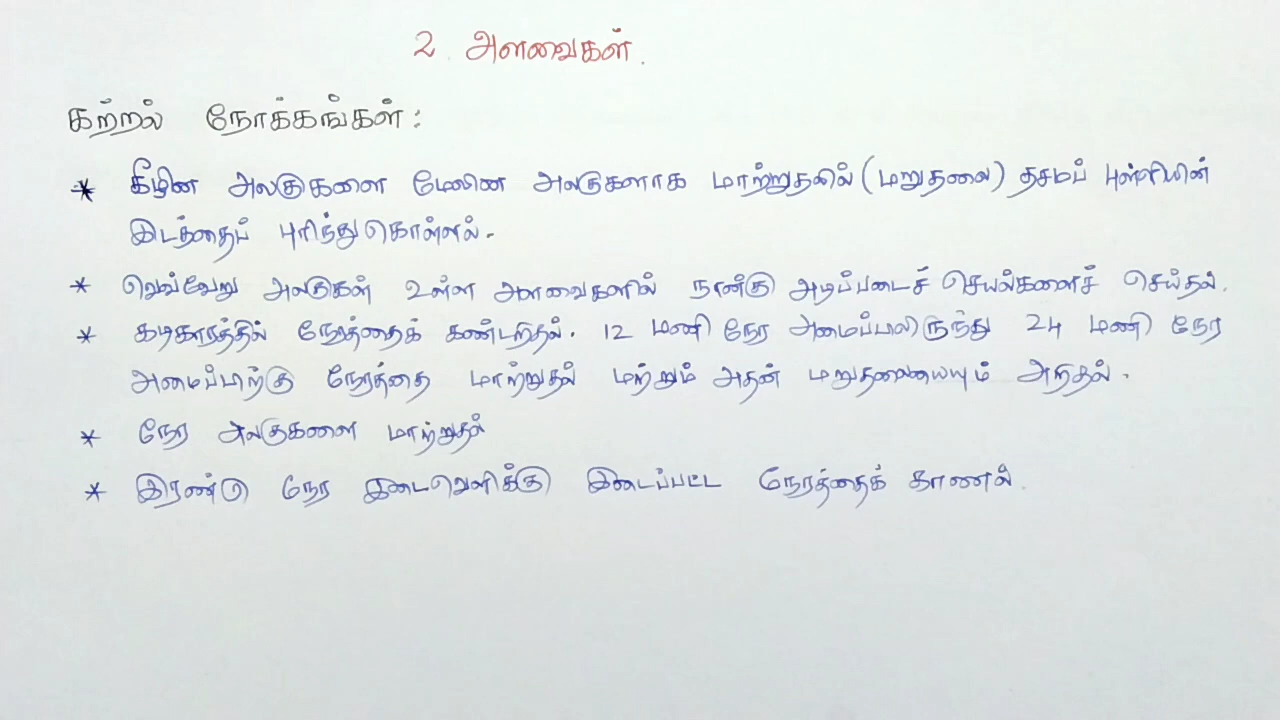 2. அளவைகள்.
கற்றல் நோக்கங்கள் :
* கீழின அலகுகளை மேலின அலகுகளாக மாற்றுதலில் (மறுதலை) தசமப் புள்ளியின்
இடத்தைப் புரிந்து கொள்ளல்.
* வெவ்வேறு அலகுகள் உள்ள அளவைகளில் நான்கு அடிப்படைச் செயல்களைச் செய்தல்.
* கடிகாரத்தில் நேரத்தைக் கண்டறிதல். 12 மணி நேர அமைப்பிலிருந்து 24 மணி நேர
அமைப்பிற்கு நேரத்தை மாற்றுதல் மற்றும் அதன் மறுதலையையும் அறிதல்.
* நேர அலகுகளை மாற்றுதல்
* இரண்டு நேர இடைவெளிக்கு இடைப்பட்ட நேரத்தைக் காணல்.